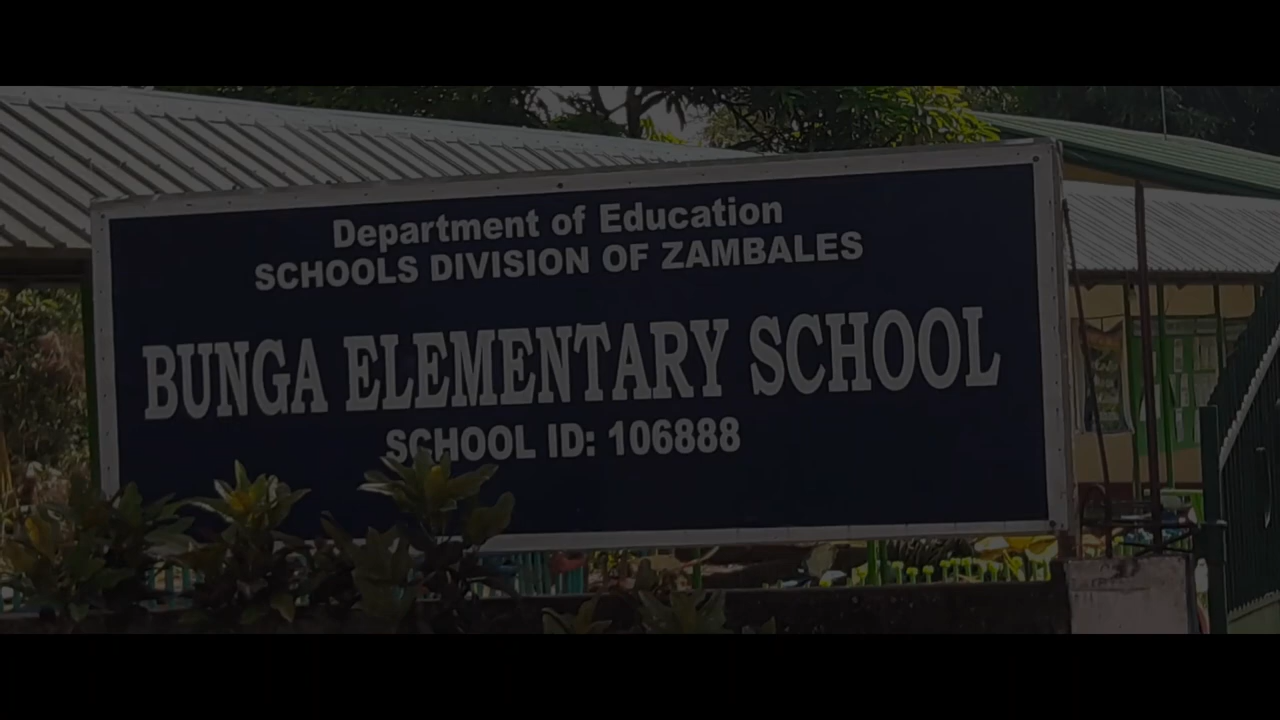 Department of Education
SCHOOLS DIVISION OF ZAMBALES
BUNGA ELEMENTARY SCHOOL
SCHOOL ID: 106888